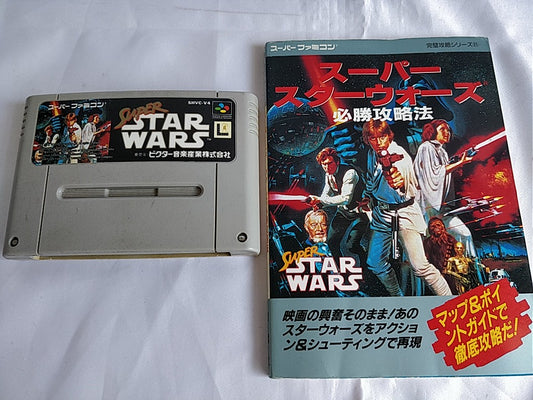 スーパーファミコン
SHVC-V4
SUPER
STAR
WARS
ビクター音楽産業株式会社
スーパーファミコン
完璧攻略シリーズ
スーパー
スターウォーズ
必勝攻略法
SUPER
STAR
WARS
映画の興奮そのまま!あの
スターウォーズをアクショ
ン&シューティングで再現
マップ&ポイ
ントガイドで
徹底攻略だ!